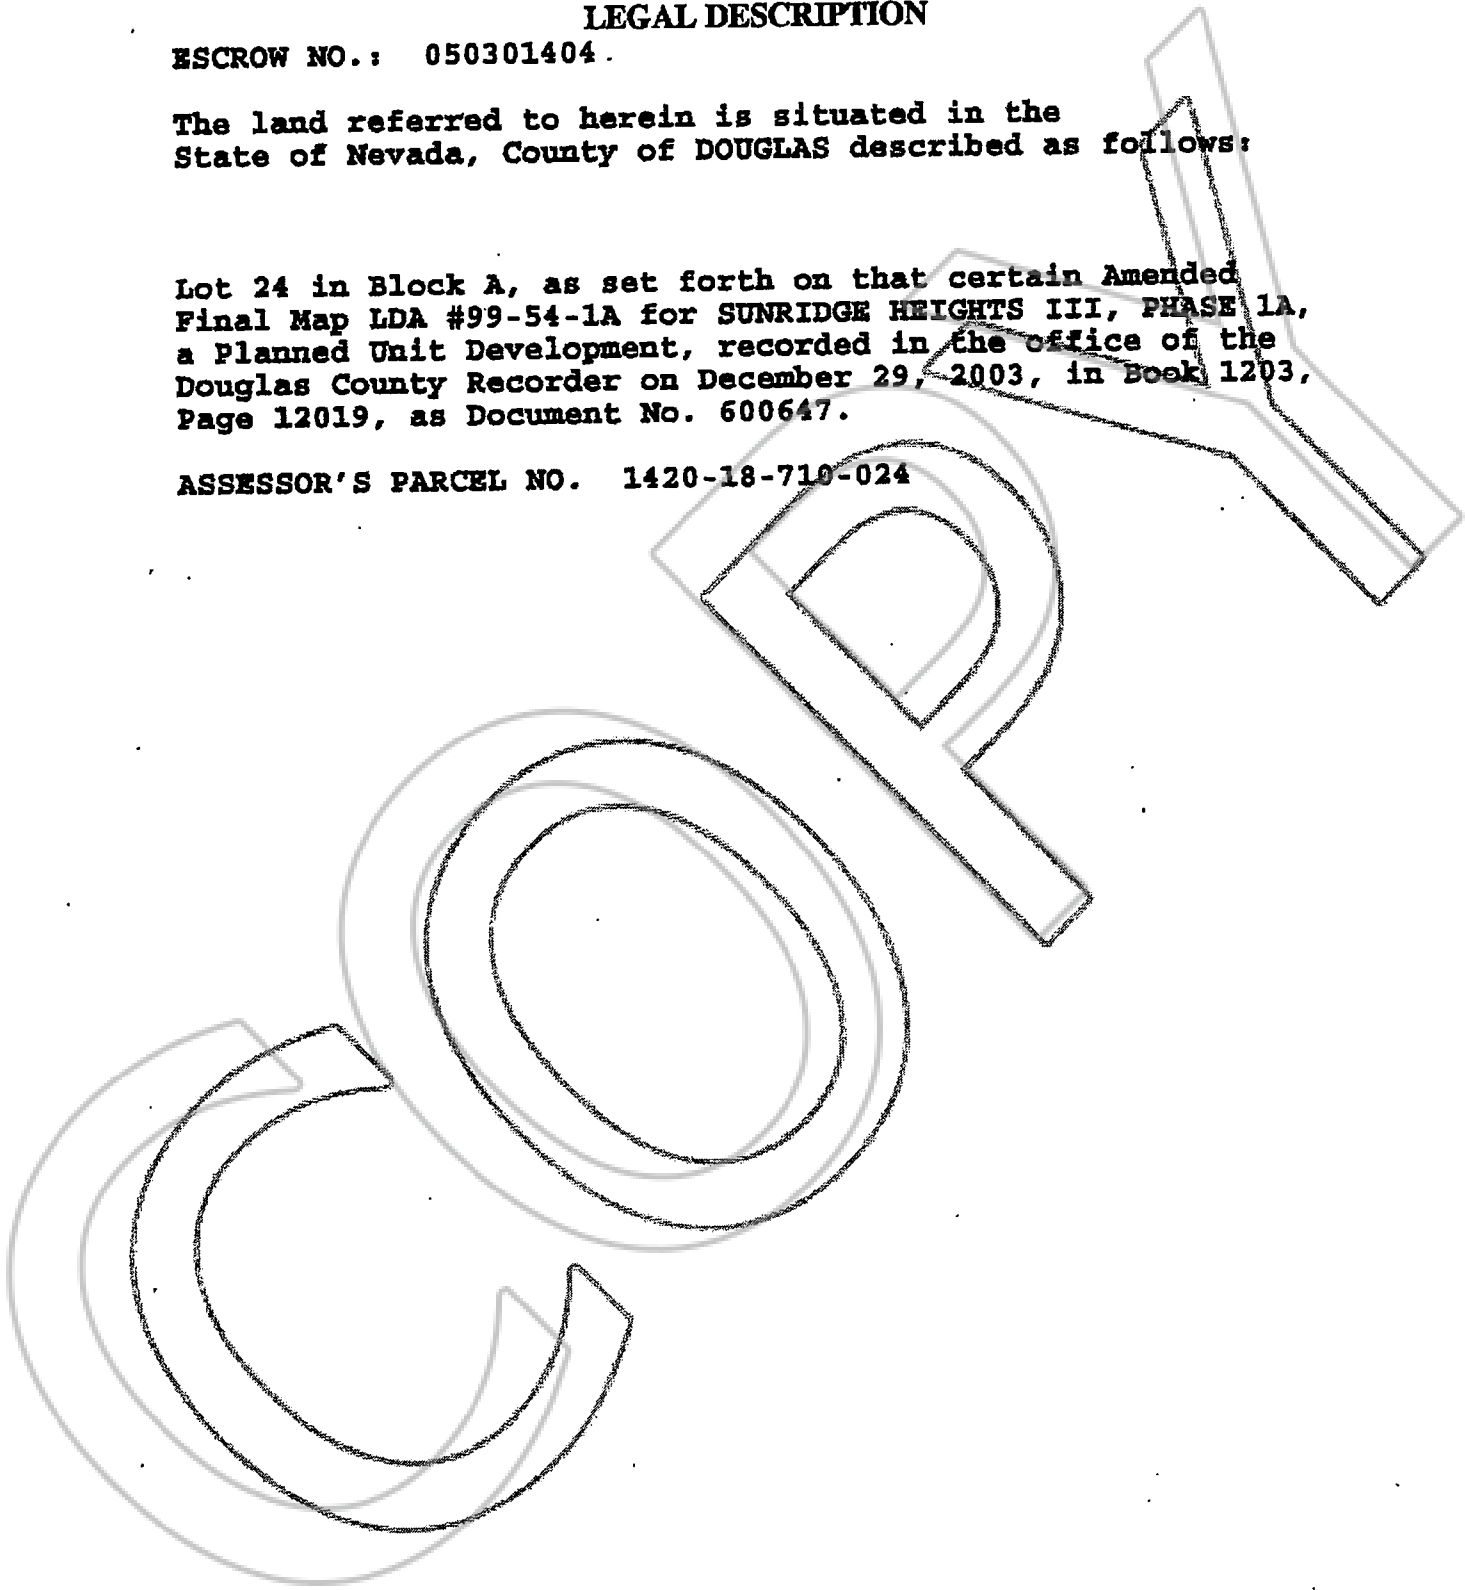 LEGAL DESCRIPTION
ESCROW NO.: 050301404
The land referred to herein is situated in the
State of Nevada, County of DOUGLAS described as follows:
Lot 24 in Block A, as set forth on that certain Amended
Final Map LDA #99-54-1A for SUNRIDGE HEIGHTS III, PHASE 1A,
a Planned Unit Development, recorded in the office of the
Douglas County Recorder on December 29, 2003, in Book 1203,
Page 12019, as Document No. 600647.
ASSESSOR'S PARCEL NO. 1420-18-710-024
COPY
COPY